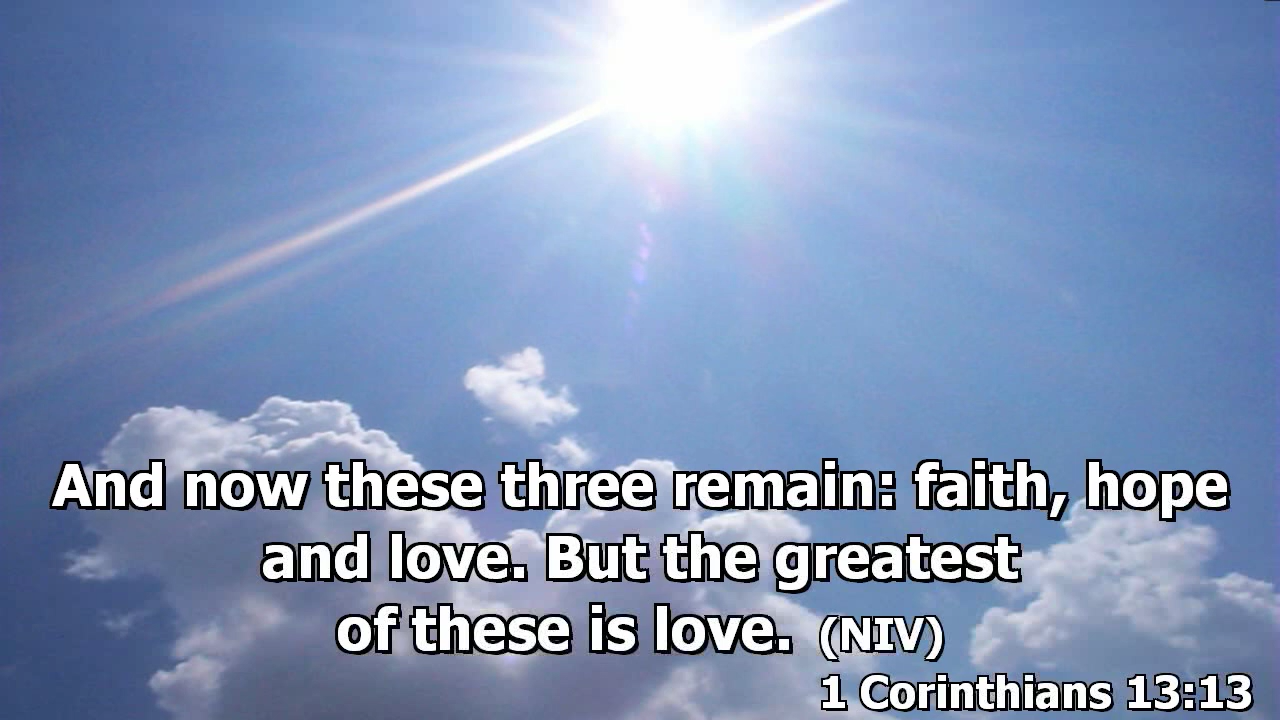 And now these three remain: faith, hope
and love. But the greatest
of these is love. (NIV)
1 Corinthians 13:13